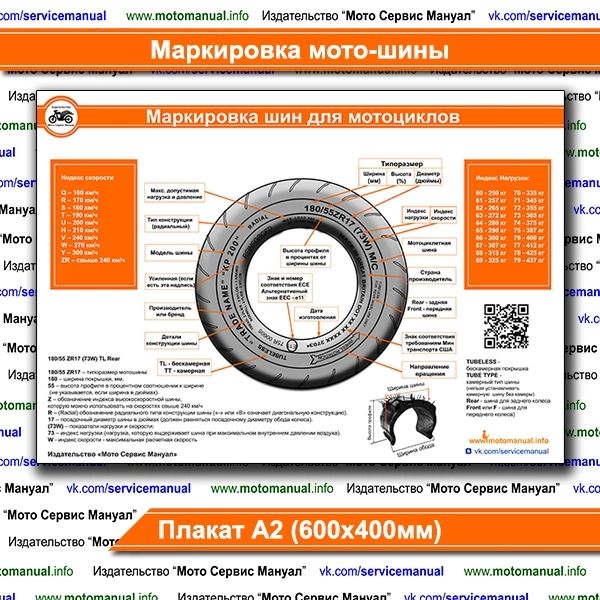 Маркировка мото-шины
Маркировка шин для мотоциклов
ИЗДАТЕЛЬСТВО
Мото Сервис Мануал
Индекс скорости
Q – 160 км/ч
R – 170 км/ч
S – 180 км/ч
T – 190 км/ч
U – 200 км/ч
H – 210 км/ч
V – 240 км/ч
W – 270 км/ч
Y – 300 км/ч
ZR – свыше 240 км/ч
Макс. допустимая
нагрузка и давление
Тип конструкции
(радиальный)
Модель шины
Усиленная (если
есть эта надпись)
Производитель
или бренд
Детали
конструкции шины
Типоразмер
Ширина (мм)
Высота (%)
Диаметр (дюймы)
Индекс нагрузки
Индекс скорости
Мотоциклетная
шина
Страна
производитель
Rear - задняя
Front - передняя
шина
Знак соответствия
требованиям Мин
транспорта США
Направление
вращения
Высота профиля
в процентах от
ширины шины
Знак и номер
соответствия ECE
Альтернативный
знак EEC - e11
Дата
изготовления
TL - бескамерная
TT - камерная
180/55ZR17 (73W) M/C
RADIAL
"TRADE NAME"
"XP 200"
TUBELESS
Индекс Нагрузки:
60 - 250 кг 70 - 335 кг
61 - 257 кг 71 - 345 кг
62 - 265 кг 72 - 355 кг
63 - 272 кг 73 - 365 кг
64 - 280 кг 74 - 375 кг
65 - 290 кг 75 - 387 кг
66 - 300 кг 76 - 400 кг
67 - 307 кг 77 - 412 кг
68 - 315 кг 78 - 425 кг
69 - 325 кг 79 - 437 кг
180/55 ZR17 (73W) TL Rear
180/55 ZR17 – типоразмер мотошины:
180 – ширина покрышки, мм.
55 – высота профиля в процентном соотношении к ширине
(не указывается, если ширина в дюймах).
Z – обозначение индекса высокоскоростной шины,
которую можно использовать на скоростях свыше 240 км/ч
R – (Radial) обозначение радиального типа конструкции шины («-» или «B» означает диагональную конструкцию).
17 – посадочный диаметр шины в дюймах (должен равняться посадочному диаметру обода колеса).
(73W) – показатели нагрузки и скорости:
73 – индекс нагрузки (нагрузка, которую выдерживает шина при максимальном внутреннем давлении воздуха).
W - индекс скорости - максимальная расчетная скорость
Издательство «Мото Сервис Мануал»
Ширина шины
Высота профиля
Ширина обода
TUBELESS -
бескамерная покрышка
TUBE TYPE -
камерный тип шины
(нельзя устанавливать
камерную шину без камеры)
Rear - шина для заднего колеса
Front или F - шина для
переднего колеса)
www.motomanual.info
vk.com/servicemanual
Плакат А2 (600х400мм)
Издательство “Мото Сервис Мануал”
vk.com/servicemanual
www.motomanual.info